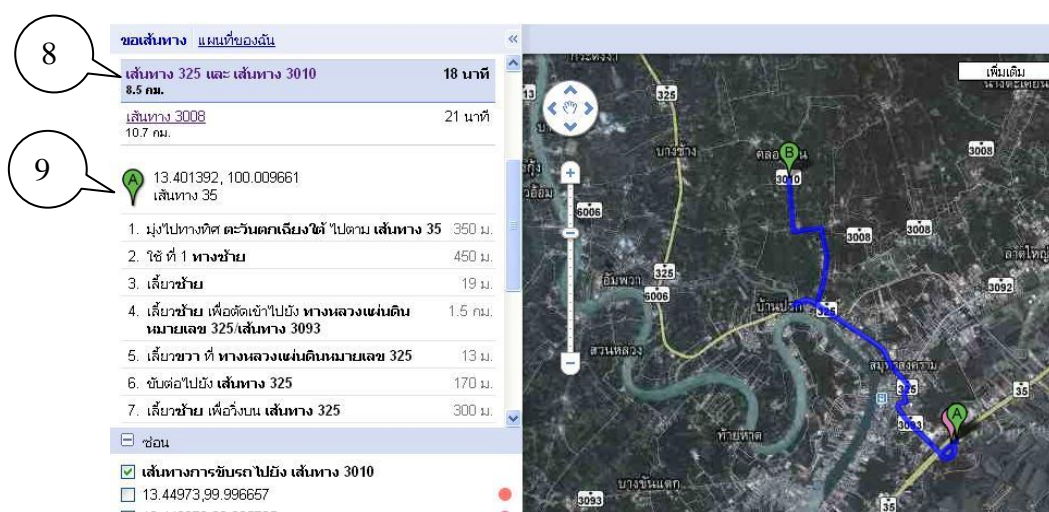 8
9
ขอเส้นทาง แผนที่ของฉัน «
เส้นทาง 325 และ เส้นทาง 3010 18 นาที
8.5 กม.
เส้นทาง 3008 21 นาที
10.7 กม.
A 13.401392, 100.009661
เส้นทาง 35
1. มุ่งไปทางทิศ ตะวันตกเฉียงใต้ ไปตาม เส้นทาง 35 350 ม.
2. ใช้ ที่ 1 ทางซ้าย 450 ม.
3. เลี้ยวซ้าย 19 ม.
4. เลี้ยวซ้าย เพื่อตัดเข้าไปยัง ทางหลวงแผ่นดิน
หมายเลข 325/เส้นทาง 3093 1.5 กม.
5. เลี้ยวขวา ที่ ทางหลวงแผ่นดินหมายเลข 325 13 ม.
6. ขับต่อไปยัง เส้นทาง 325 170 ม.
7. เลี้ยวซ้าย เพื่อวิ่งบน เส้นทาง 325 300 ม.
ซ่อน
เส้นทางการขับรถไปยัง เส้นทาง 3010
13.44973,99.996657
เพิ่มเติม
13
325
บางช้าง
B
3010
3008
6006
3008
3008
อัมพวา
325
6006
3092
บ้านปรก
325
สวนหลวง
สมุทรสงคราม
325
35
3093
A
ท้ายหาด
บางขันแตก
3093
35